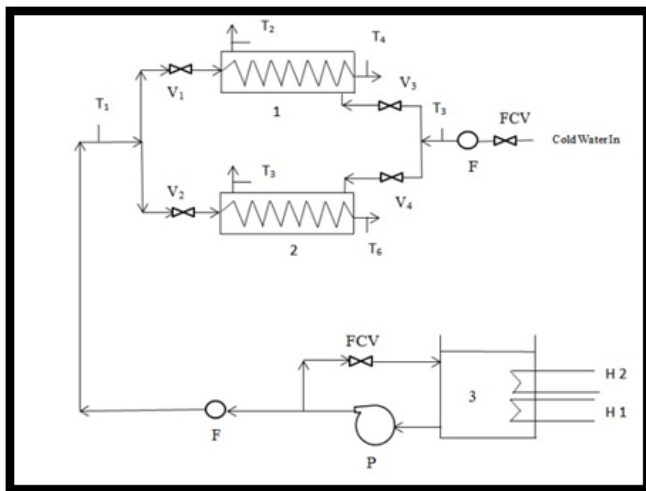 T2
T4
V1
V3
1
T1
T3
FCV
Cold Water In
F
T3
V2
V4
2
T6
FCV
H 2
3
H 1
F
P